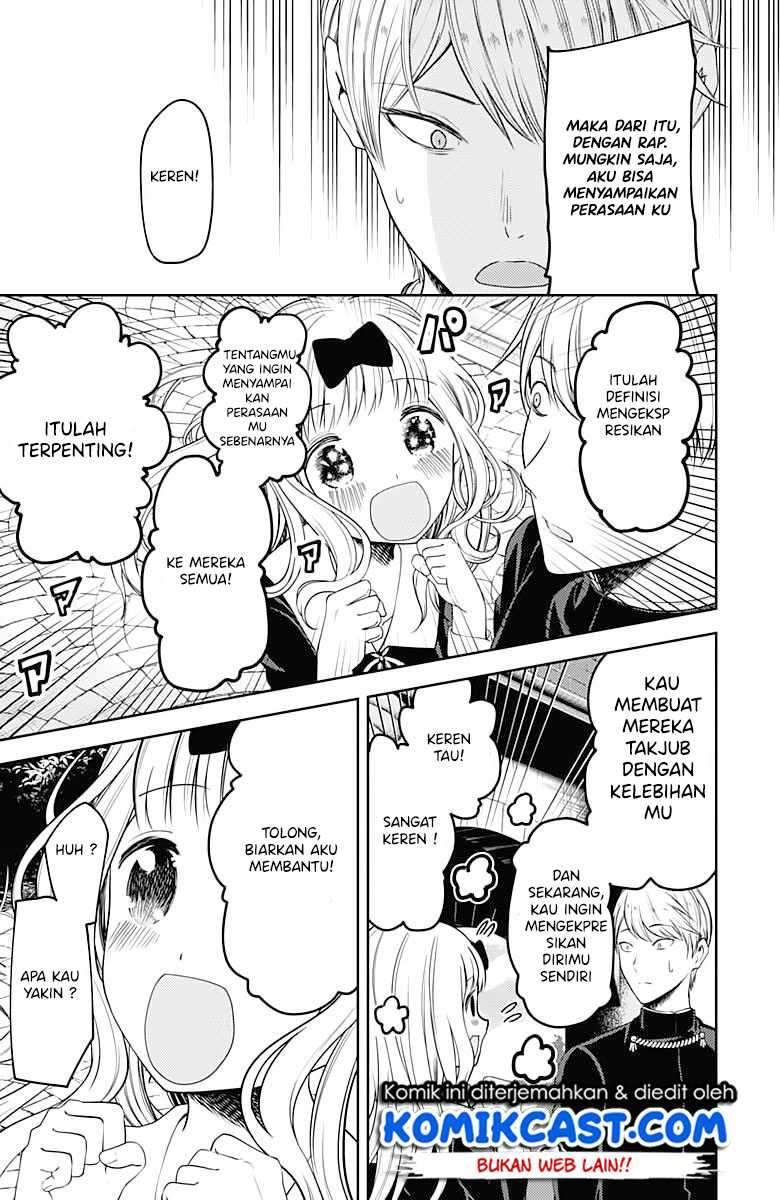 MAKA DARI ITU,
DENGAN RAP.
MUNGKIN SAJA,
AKU BISA
MENYAMPAIKAN
PERASAAN KU
KEREN!
ITULAH
DEFINISI
MENGEKSP
RESIKAN
パ
ア
ア
ア
ア
ア
TENTANGMU
YANG INGIN
MENYAMPAI
KAN
PERASAAN
MU
SEBENARNYA
KE MEREKA
SEMUA!
ITULAH
TERPENTING!
KAU
MEMBUAT
MEREKA
TAKJUB
DENGAN
KELEBIHAN
MU
DAN
SEKARANG,
KAU INGIN
MENGEKPRE
SIKAN
DIRIMU
SENDIRI
KEREN
TAU!
SANGAT
KEREN !
TOLONG,
BIARKAN AKU
MEMBANTU!
HUH ?
APA KAU
YAKIN ?
Komik ini diterjemahkan & diedit oleh
KOMIKCAST.COM
BUKAN WEB LAIN!!